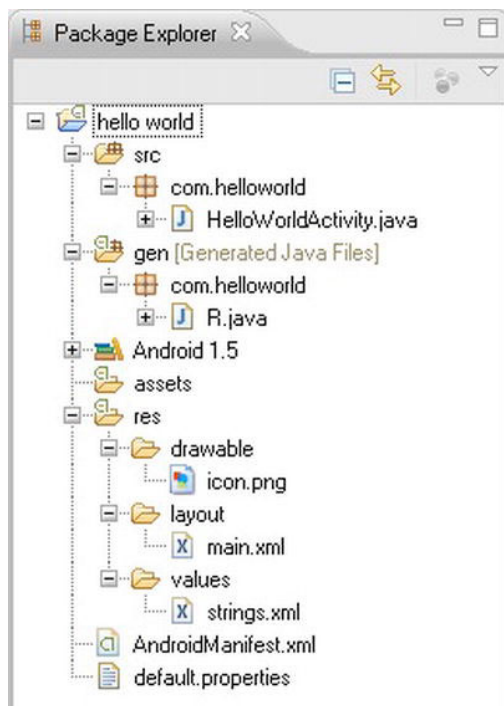 Package Explorer
hello world
src
com.helloworld
HelloWorldActivity.java
gen [Generated Java Files]
com.helloworld
R.java
Android 1.5
assets
res
drawable
icon.png
layout
main.xml
values
strings.xml
AndroidManifest.xml
default.properties